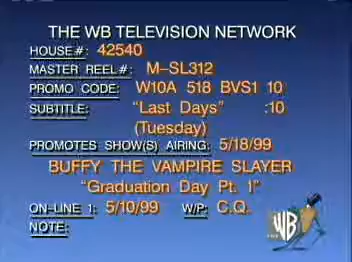 THE WB TELEVISION NETWORK
HOUSE#: 42540
MASTER REEL#: M-SL312
PROMO CODE: W10A 518 BVS1 10
SUBTITLE: "Last Days" :10
(Tuesday)
PROMOTES SHOW(S) AIRING: 5/18/99
BUFFY THE VAMPIRE SLAYER
"Graduation Day Pt. 1"
ON-LINE 1: 5/10/99 W/P: C.Q.
NOTE:
THE WB